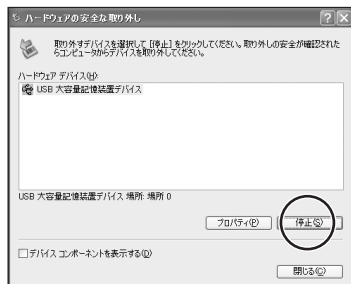 ハードウェアの安全な取り外し
取り外すデバイスを選択して [停止] をクリックしてください。取り外しの安全が確認された
らコンピュータからデバイスを取り外してください。
ハードウェア デバイス(H):
USB 大容量記憶装置デバイス
USB 大容量記憶装置デバイス 場所: 場所 0
プロパティ(P)
停止(S)
デバイス コンポーネントを表示する(D)
閉じる(C)